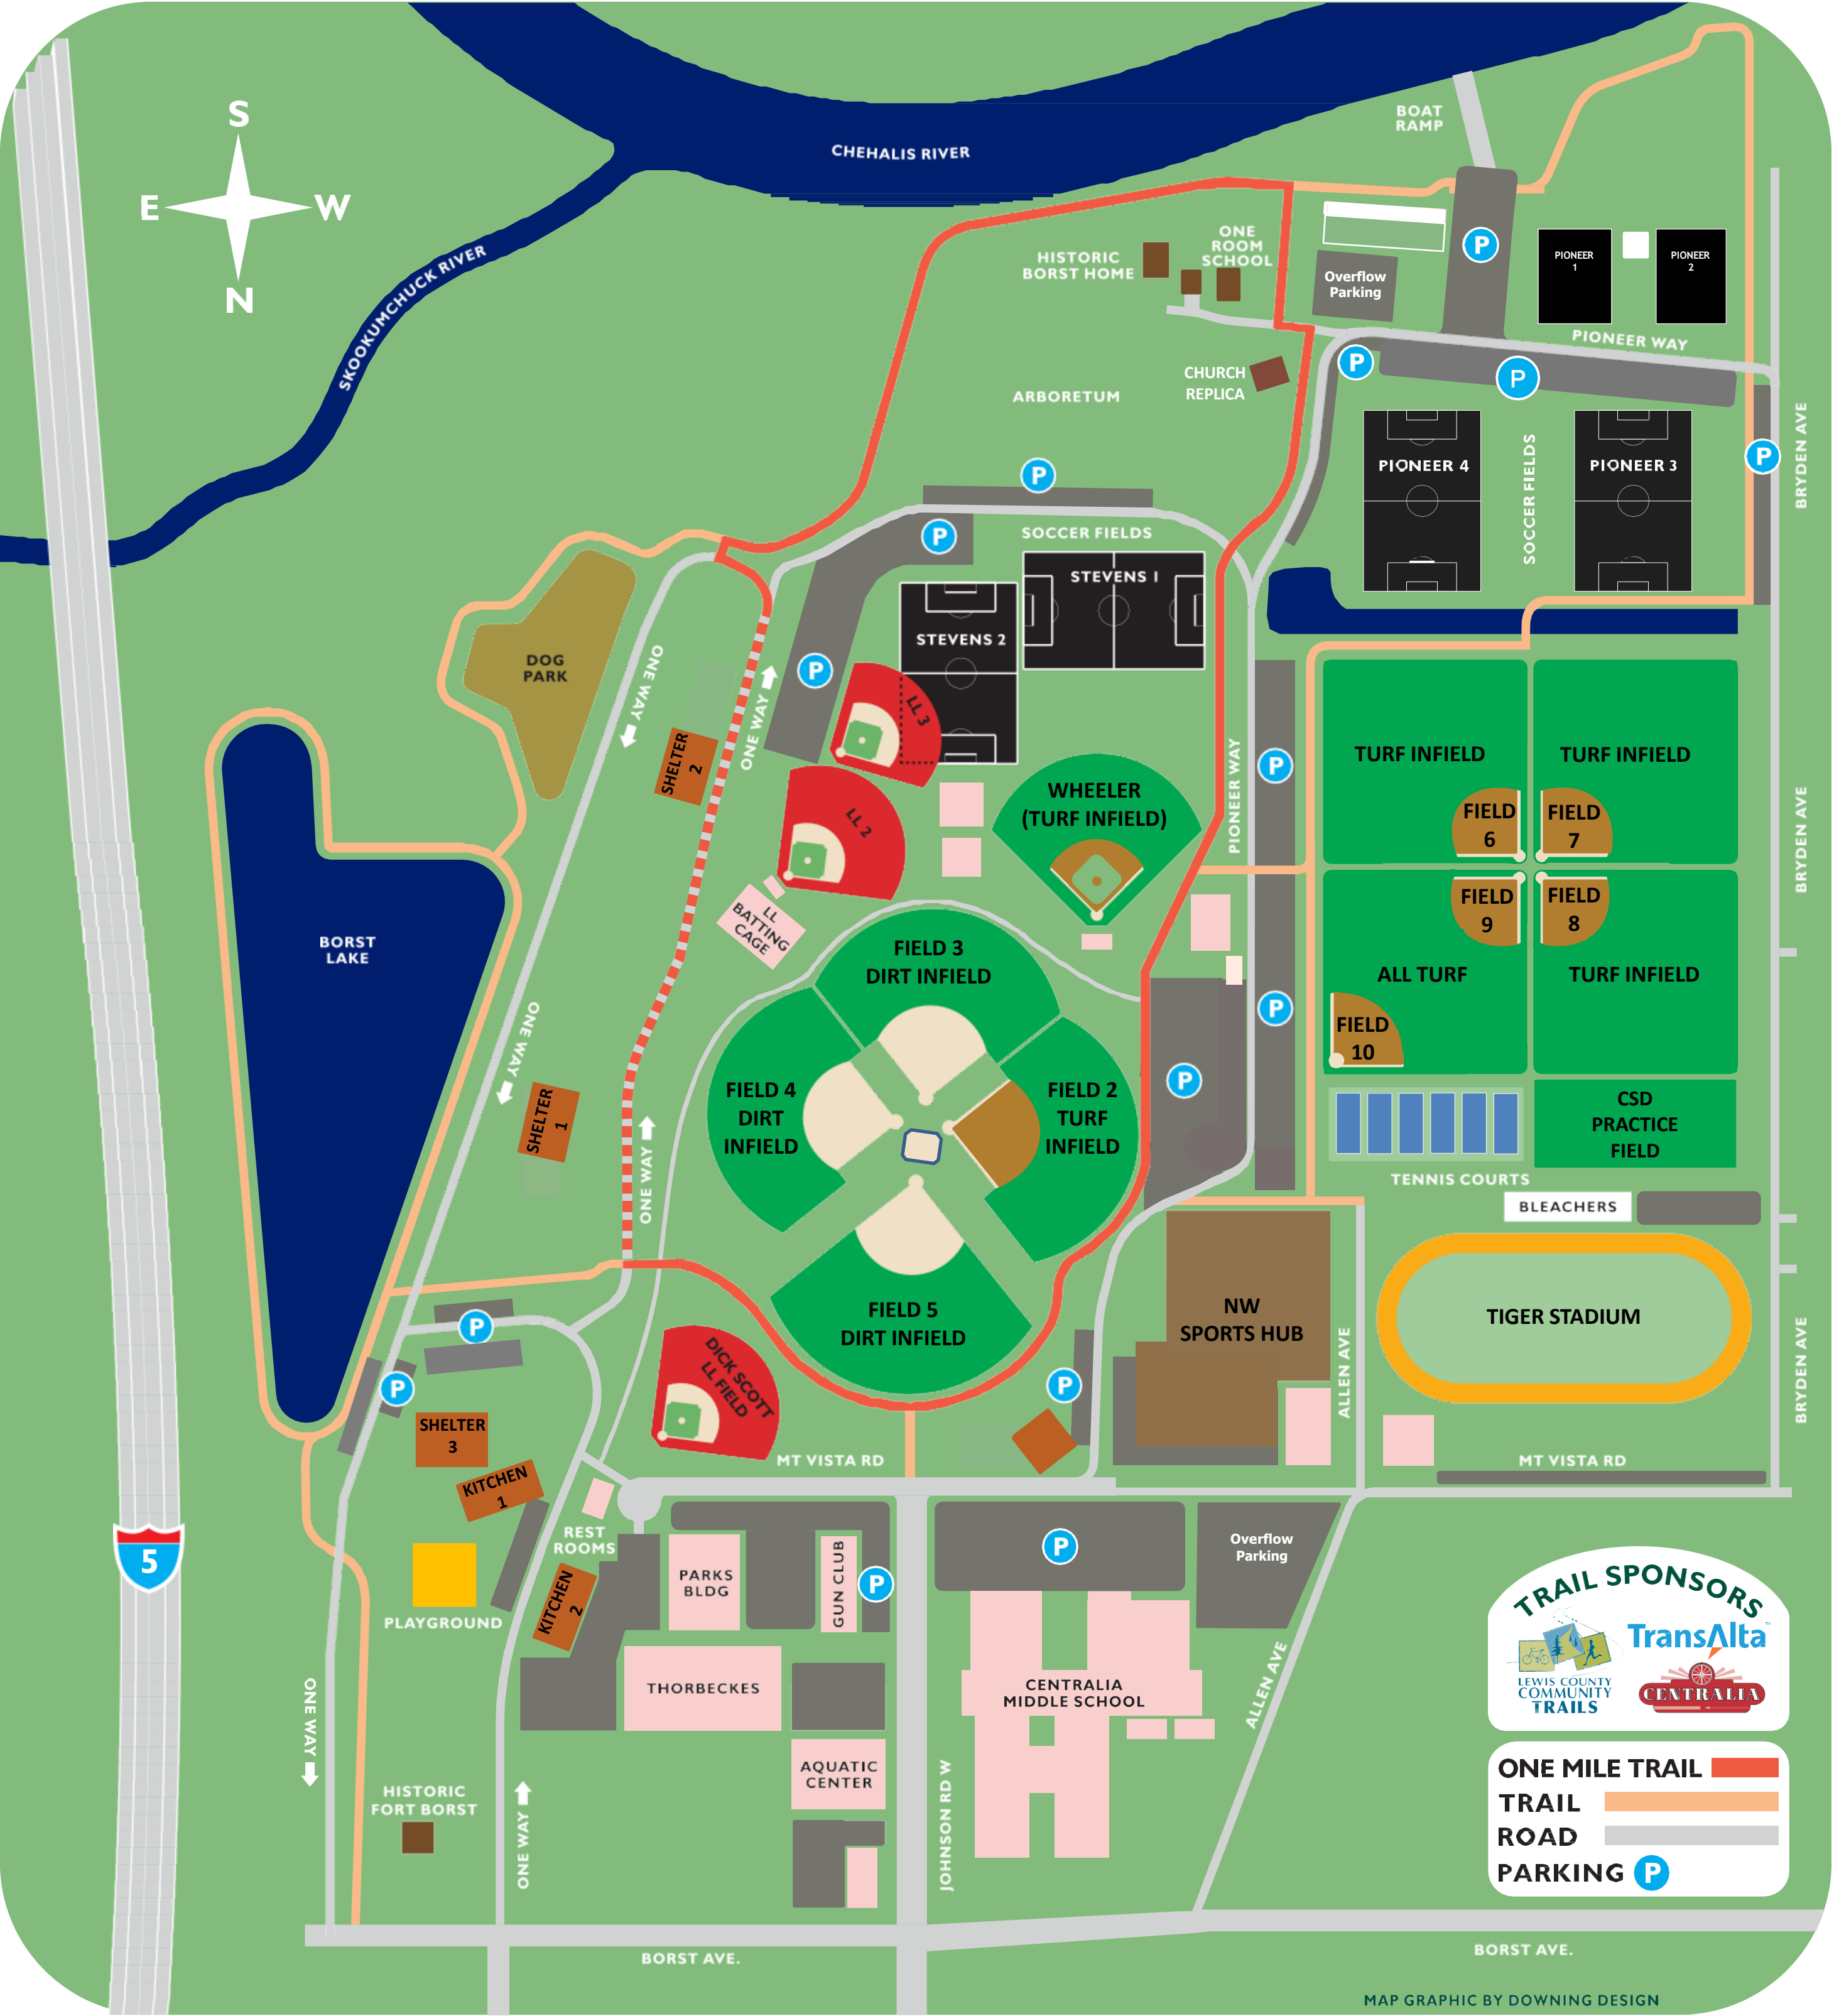 S
E
W
N
CHEHALIS RIVER
SKOOKUMCHUCK RIVER
BOAT
RAMP
HISTORIC
BORST HOME
ONE
ROOM
SCHOOL
Overflow
Parking
P
PIONEER
1
PIONEER
2
PIONEER WAY
CHURCH
REPLICA
P
P
ARBORETUM
PIONEER 4
SOCCER FIELDS
PIONEER 3
P
BRYDEN AVE
P
P
SOCCER FIELDS
STEVENS 1
STEVENS 2
DOG
PARK
ONE WAY
ONE WAY
P
SHELTER
2
LL 3
LL 2
LL
BATTING
CAGE
WHEELER
(TURF INFIELD)
PIONEER WAY
P
TURF INFIELD
TURF INFIELD
FIELD
6
FIELD
7
FIELD
9
FIELD
8
ALL TURF
TURF INFIELD
FIELD
10
BRYDEN AVE
BORST
LAKE
FIELD 3
DIRT INFIELD
FIELD 4
DIRT
INFIELD
FIELD 2
TURF
INFIELD
P
P
ONE WAY
SHELTER
1
ONE WAY
CSD
PRACTICE
FIELD
TENNIS COURTS
BLEACHERS
FIELD 5
DIRT INFIELD
NW
SPORTS HUB
TIGER STADIUM
ALLEN AVE
BRYDEN AVE
P
P
P
DICK SCOTT
LL FIELD
SHELTER
3
KITCHEN
1
MT VISTA RD
MT VISTA RD
REST
ROOMS
KITCHEN
2
PLAYGROUND
PARKS
BLDG
GUN CLUB
P
P
Overflow
Parking
5
THORBECKES
CENTRALIA
MIDDLE SCHOOL
ALLEN AVE
AQUATIC
CENTER
ONE WAY
HISTORIC
FORT BORST
ONE WAY
JOHNSON RD W
TRAIL SPONSORS
LEWIS COUNTY
COMMUNITY
TRAILS
TransAlta
CENTRALIA
ONE MILE TRAIL
TRAIL
ROAD
PARKING P
BORST AVE.
BORST AVE.
MAP GRAPHIC BY DOWNING DESIGN